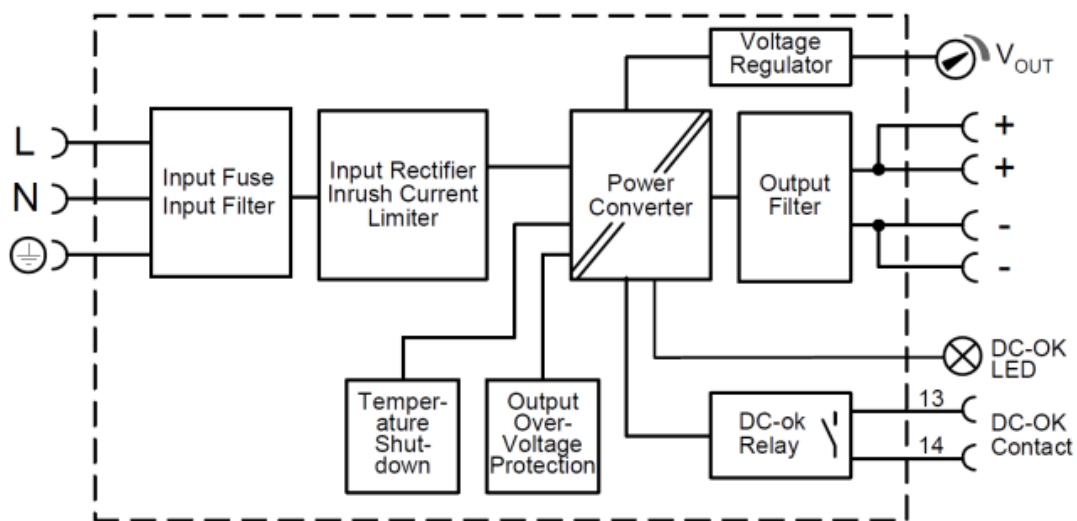 Voltage
Regulator
VOUT
L
N
Input Fuse
Input Filter
Input Rectifier
Inrush Current
Limiter
Power
Converter
Output
Filter
+
+
-
-
Temper-
ature
Shut-
down
Output
Over-
Voltage
Protection
DC-ok
Relay
DC-OK
LED
13
14
DC-OK
Contact